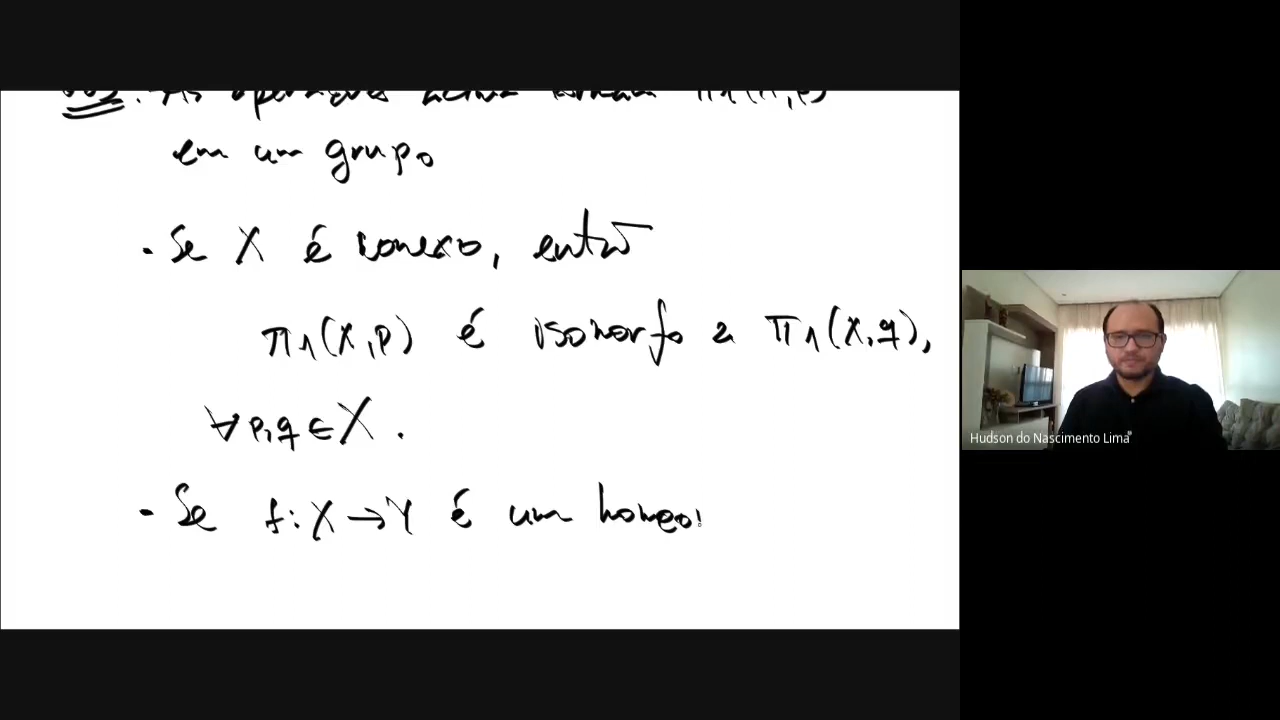 em um grupo
· Se X é conexo, então
π1(X,p) é isomorfo a π1(X,q),
∀ p,q ∈ X .
· Se f: X → Y é um homeo
Hudson do Nascimento Lima